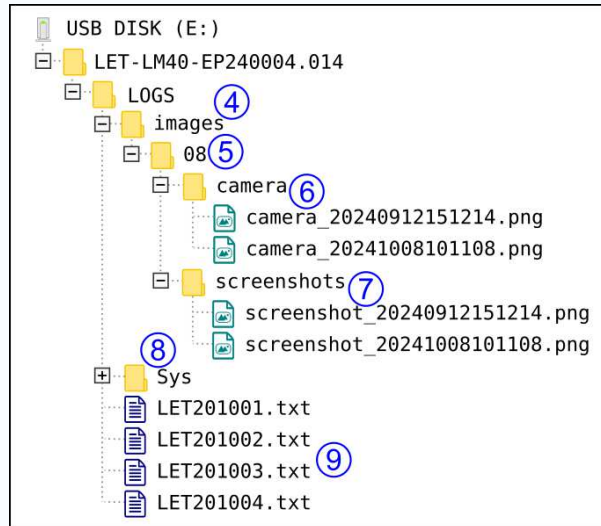 USB DISK (E:)
LET-LM40-EP240004.014
LOGS
④
images
08 ⑤
camera ⑥
camera_20240912151214.png
camera_20241008101108.png
screenshots ⑦
screenshot_20240912151214.png
screenshot_20241008101108.png
⑧
Sys
LET201001.txt
LET201002.txt
LET201003.txt ⑨
LET201004.txt